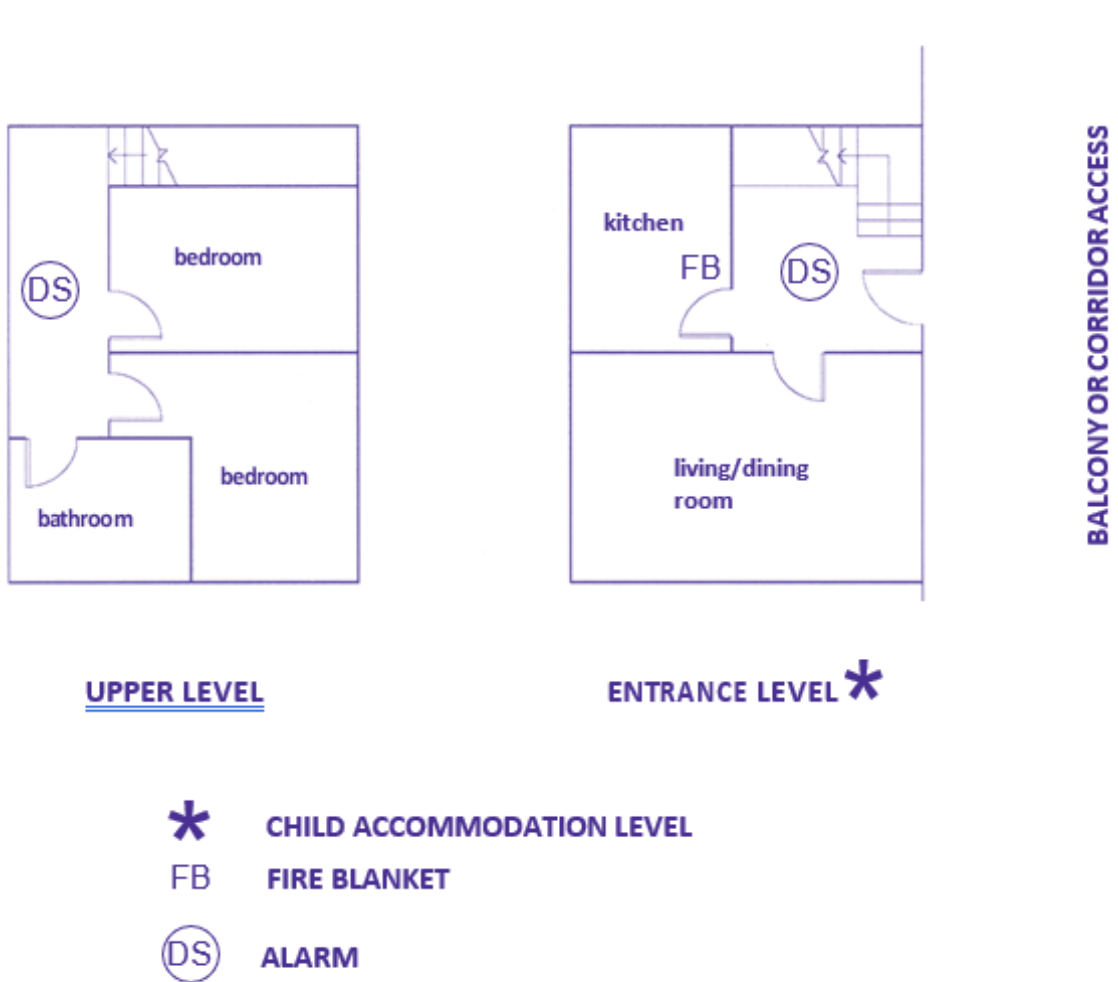 bedroom
DS
bedroom
bathroom
kitchen
FB
DS
living/dining
room
BALCONY OR CORRIDOR ACCESS
UPPER LEVEL
ENTRANCE LEVEL *
* CHILD ACCOMMODATION LEVEL
FB FIRE BLANKET
DS ALARM